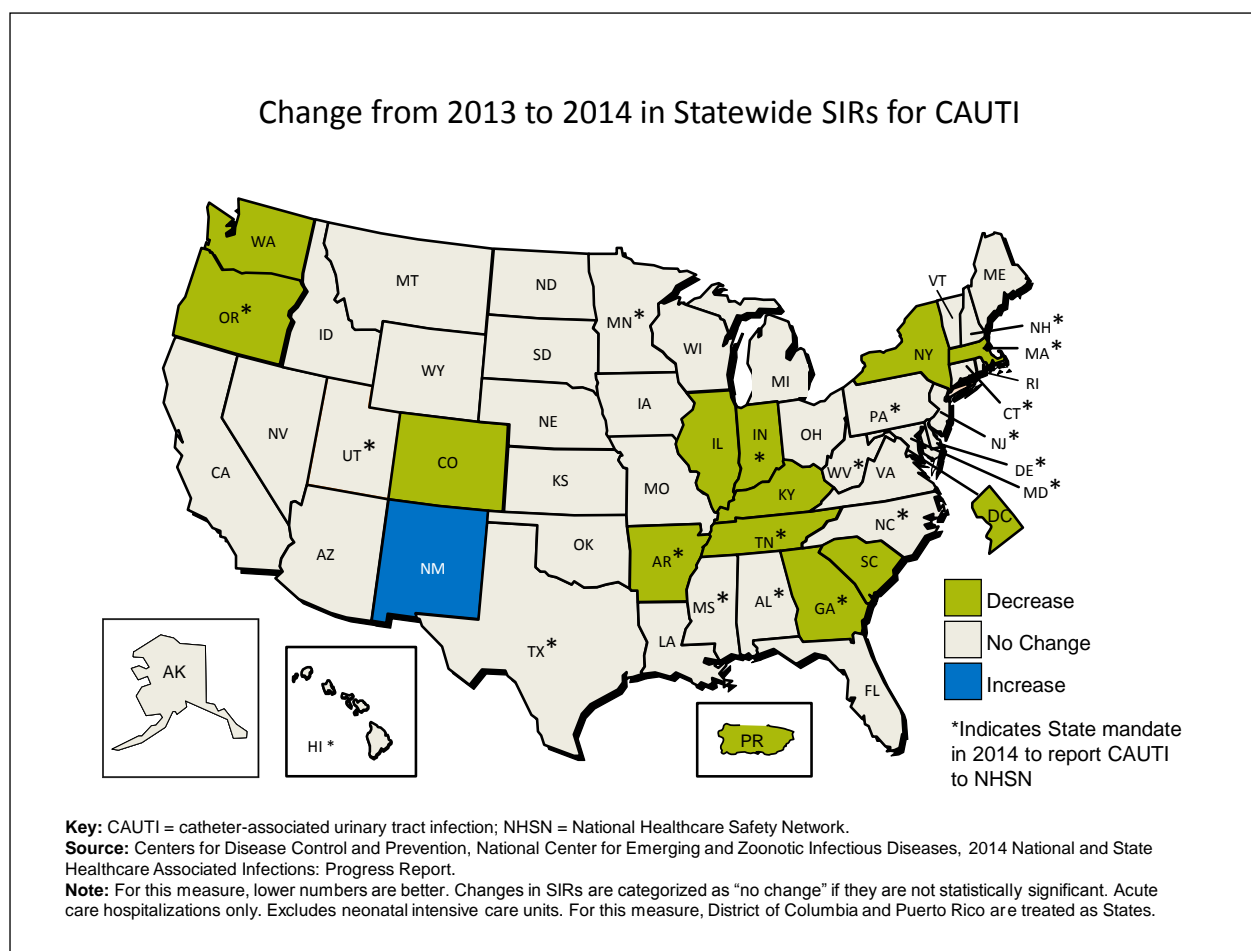 Change from 2013 to 2014 in Statewide SIRs for CAUTI
WA
OR*
MT
ID
WY
ND
SD
NE
MN*
WI
MI
IA
VT
ME
NH*
MA*
RI
CT*
NJ*
DE*
MD*
DC
NY
PA*
NV
UT*
CO
CA
KS
MO
IL
IN
*
OH
WV*
VA
KY
AZ
NM
OK
AR*
TN*
NC*
SC
MS*
AL*
GA*
TX*
LA
FL
AK
HI *
PR
Decrease
No Change
Increase
*Indicates State mandate
in 2014 to report CAUTI
to NHSN
Key: CAUTI = catheter-associated urinary tract infection; NHSN = National Healthcare Safety Network.
Source: Centers for Disease Control and Prevention, National Center for Emerging and Zoonotic Infectious Diseases, 2014 National and State
Healthcare Associated Infections: Progress Report.
Note: For this measure, lower numbers are better. Changes in SIRs are categorized as “no change” if they are not statistically significant. Acute
care hospitalizations only. Excludes neonatal intensive care units. For this measure, District of Columbia and Puerto Rico are treated as States.